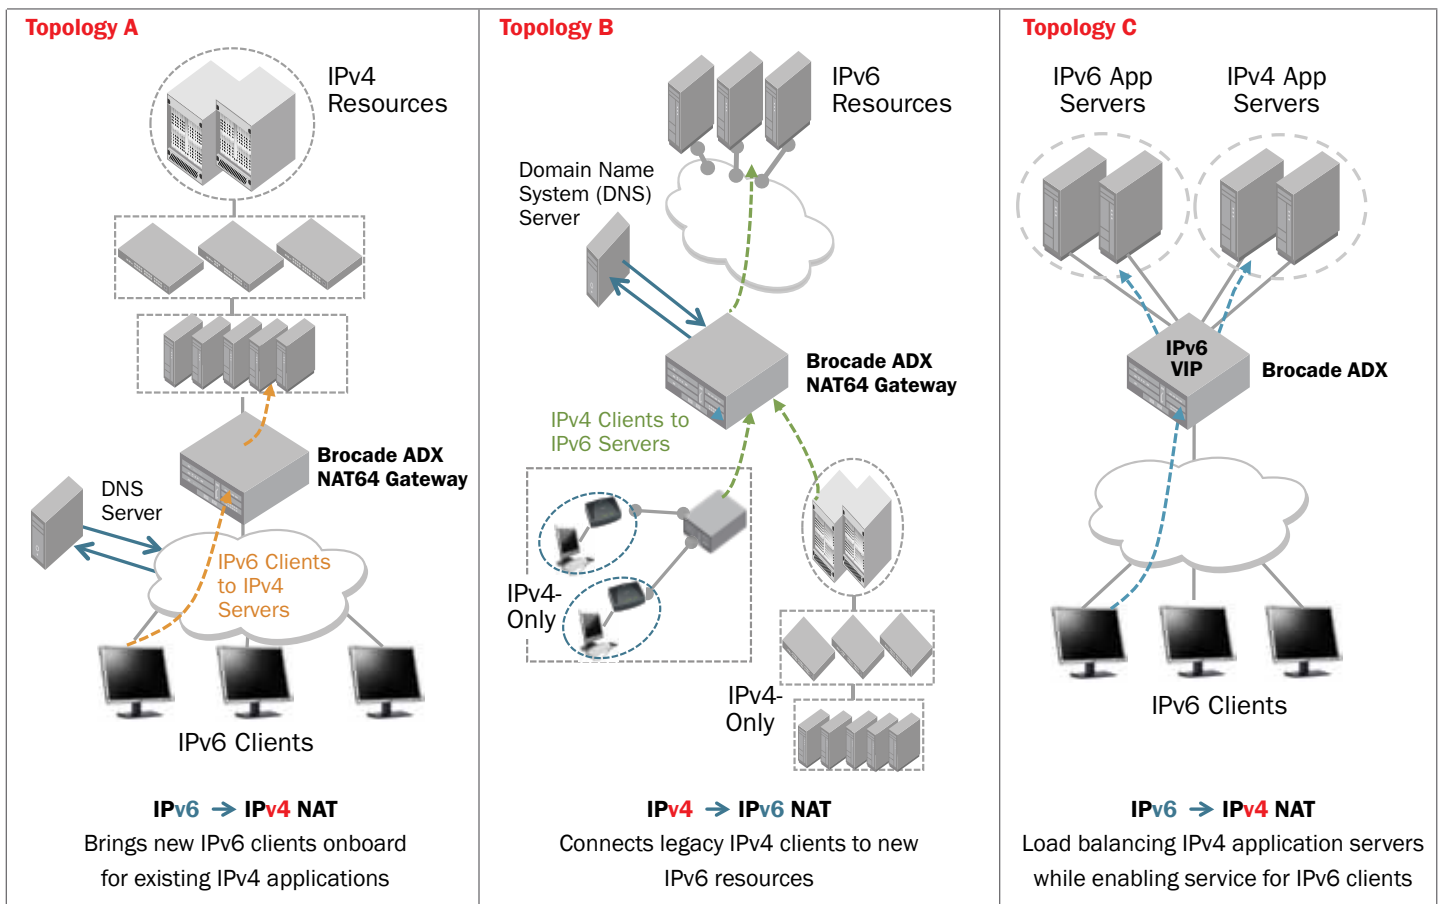 Topology A
IPv4
Resources
Brocade ADX
NAT64 Gateway
DNS
Server
IPv6 Clients
to IPv4
Servers
IPv6 Clients
IPv6 → IPv4 NAT
Brings new IPv6 clients onboard
for existing IPv4 applications
Topology B
IPv6
Resources
Domain Name
System (DNS)
Server
Brocade ADX
NAT64 Gateway
IPv4 Clients to
IPv6 Servers
IPv4-
Only
IPv4-
Only
IPv4 → IPv6 NAT
Connects legacy IPv4 clients to new
IPv6 resources
Topology C
IPv6 App
Servers
IPv4 App
Servers
IPv6
VIP
Brocade ADX
IPv6 Clients
IPv6 → IPv4 NAT
Load balancing IPv4 application servers
while enabling service for IPv6 clients